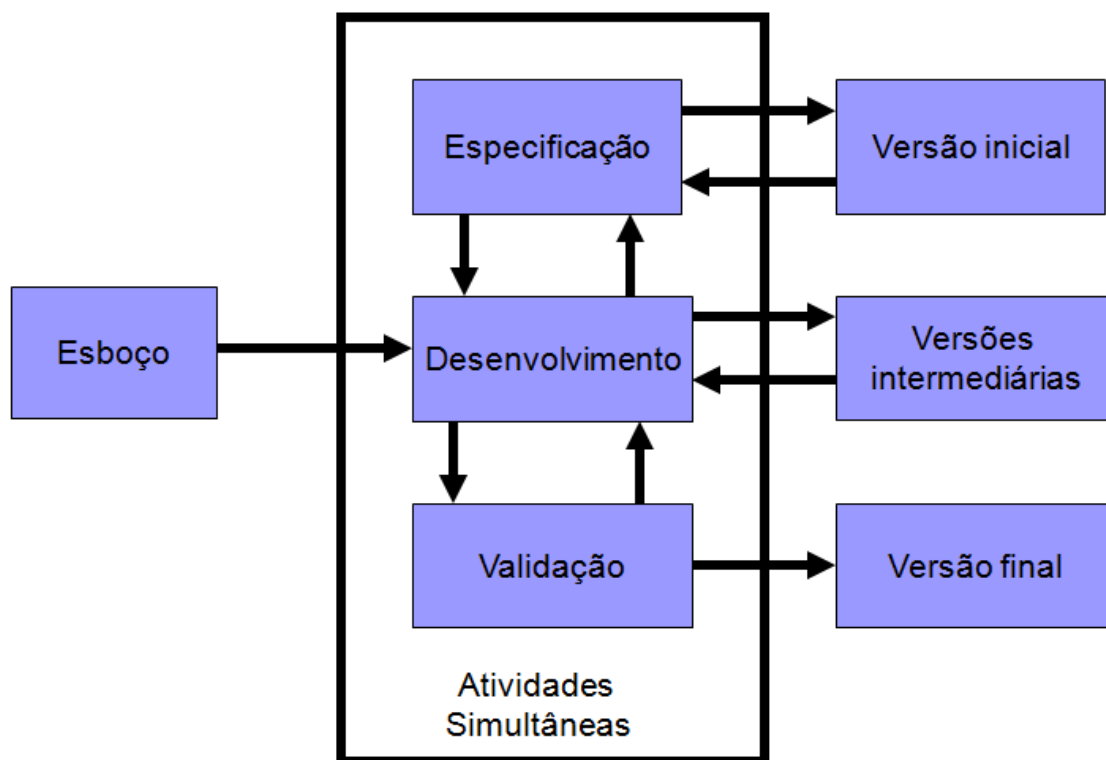 Especificação
Versão inicial
Esboço
Desenvolvimento
Versões
intermediárias
Validação
Versão final
Atividades
Simultâneas